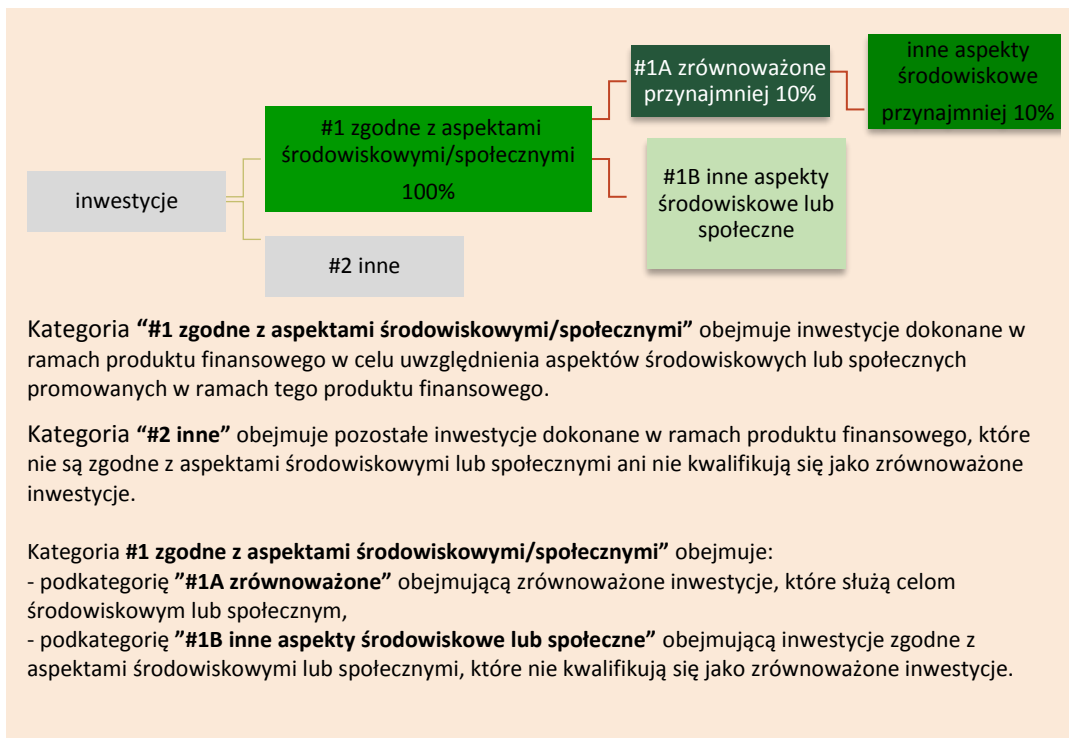 inwestycje
#1 zgodne z aspektami
środowiskowymi/społecznymi
100%
#2 inne
#1A zrównoważone
przynajmniej 10%
inne aspekty
środowiskowe
przynajmniej 10%
#1B inne aspekty
środowiskowe lub
społeczne
Kategoria “#1 zgodne z aspektami środowiskowymi/społecznymi” obejmuje inwestycje dokonane w
ramach produktu finansowego w celu uwzględnienia aspektów środowiskowych lub społecznych
promowanych w ramach tego produktu finansowego.
Kategoria “#2 inne” obejmuje pozostałe inwestycje dokonane w ramach produktu finansowego, które
nie są zgodne z aspektami środowiskowymi lub społecznymi ani nie kwalifikują się jako zrównoważone
inwestycje.
Kategoria #1 zgodne z aspektami środowiskowymi/społecznymi” obejmuje:
- podkategorię ”#1A zrównoważone” obejmującą zrównoważone inwestycje, które służą celom
środowiskowym lub społecznym,
- podkategorię ”#1B inne aspekty środowiskowe lub społeczne” obejmującą inwestycje zgodne z
aspektami środowiskowymi lub społecznymi, które nie kwalifikują się jako zrównoważone inwestycje.